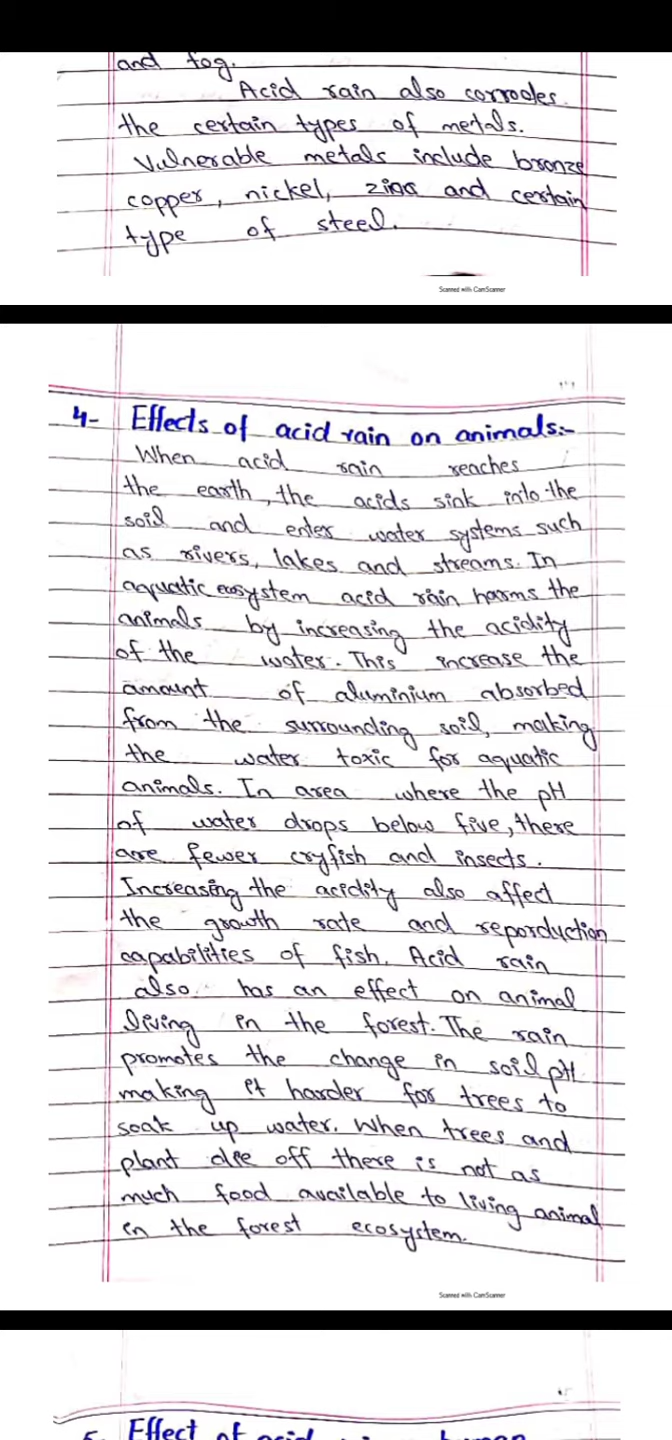 and fog.
Acid rain also corrodes
the certain types of metals.
Vulnerable metals include bronze
copper, nickel, zinc and certain
type of steel.
Scanned with CamScanner
4- Effects of acid rain on animals:-
When acid rain reaches
the earth, the acids sink into the
soil and enter water systems such
as rivers, lakes and streams. In
aquatic ecosystem acid rain harms the
animals by increasing the acidity
of the water. This increase the
amount of aluminium absorbed
from the surrounding soil, making
the water toxic for aquatic
animals. In area where the pH
of water drops below five, there
are fewer cryfish and insects.
Increasing the acidity also affect
the growth rate and reporduction
capabilities of fish. Acid rain
also has an effect on animal
living in the forest. The rain
promotes the change in soil pH
making it harder for trees to
soak up water. When trees and
plant die off there is not as
much food available to living animal
in the forest ecosystem.
Scanned with CamScanner
5- Effect of acid rain human